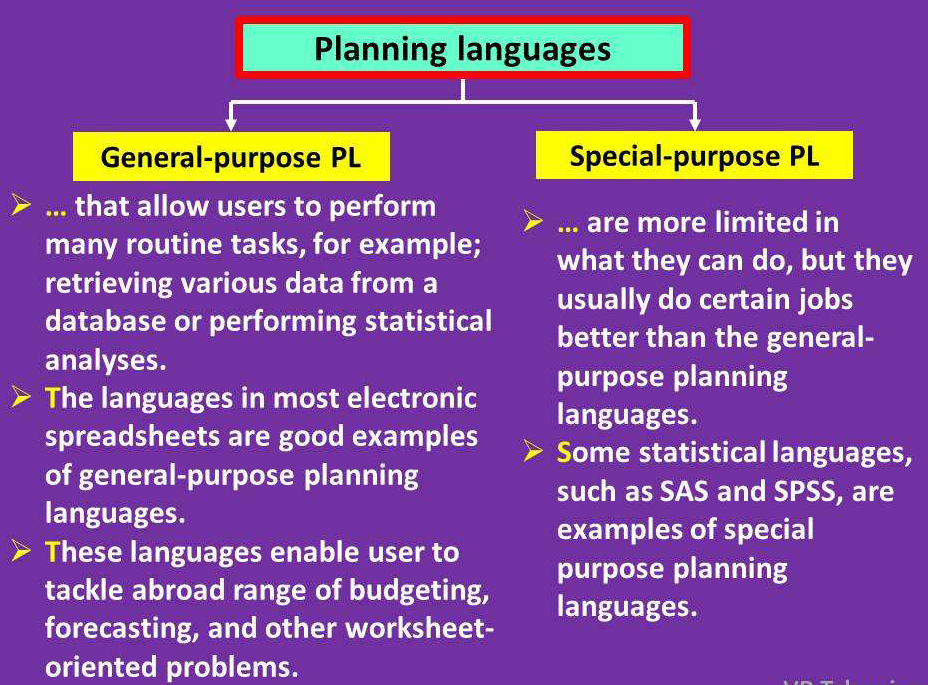 Planning languages
General-purpose PL
… that allow users to perform
many routine tasks, for example;
retrieving various data from a
database or performing statistical
analyses.
The languages in most electronic
spreadsheets are good examples
of general-purpose planning
languages.
These languages enable user to
tackle abroad range of budgeting,
forecasting, and other worksheet-
oriented problems.
Special-purpose PL
… are more limited in
what they can do, but they
usually do certain jobs
better than the general-
purpose planning
languages.
Some statistical languages,
such as SAS and SPSS, are
examples of special
purpose planning
languages.